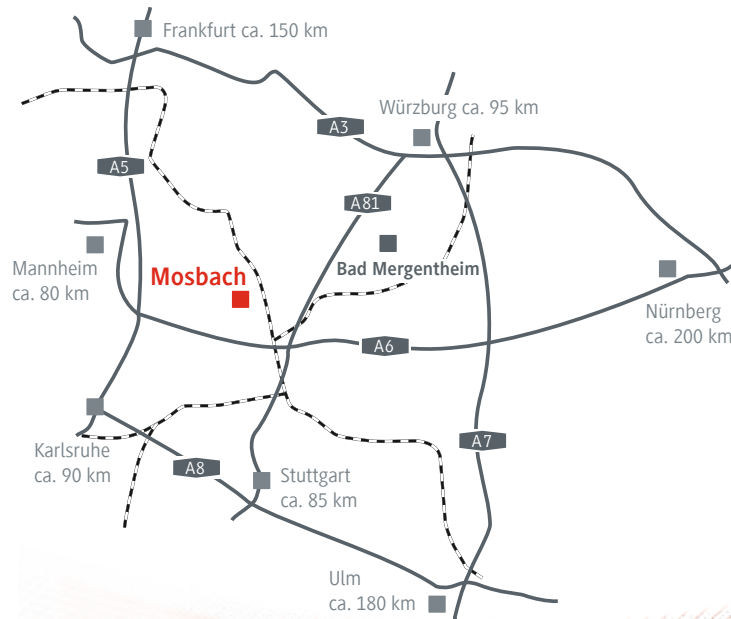 Frankfurt ca. 150 km
Würzburg ca. 95 km
A3
A5
A81
Mannheim
ca. 80 km
Mosbach
Bad Mergentheim
Nürnberg
ca. 200 km
A6
Karlsruhe
ca. 90 km
A8
Stuttgart
ca. 85 km
A7
Ulm
ca. 180 km